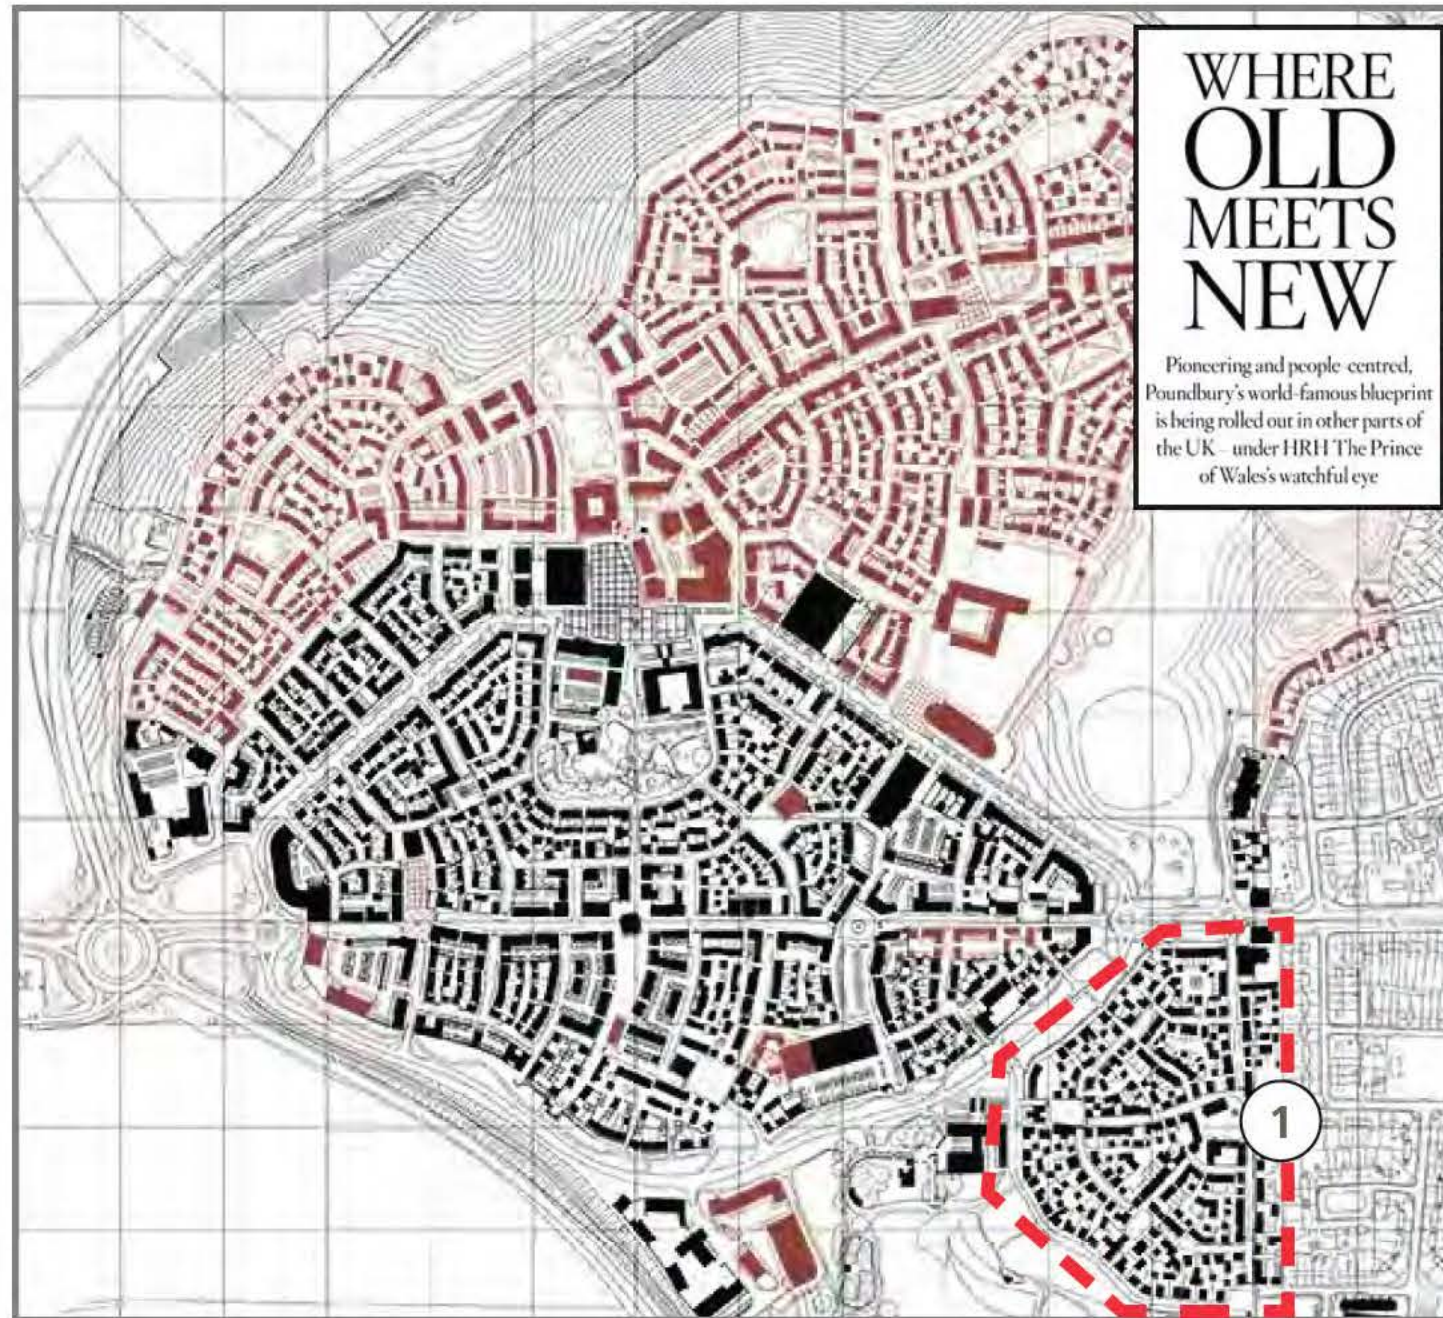 WHERE
OLD
MEETS
NEW
Pioneering and people-centred,
Poundbury's world-famous blueprint
is being rolled out in other parts of
the UK – under HRH The Prince
of Wales's watchful eye
1